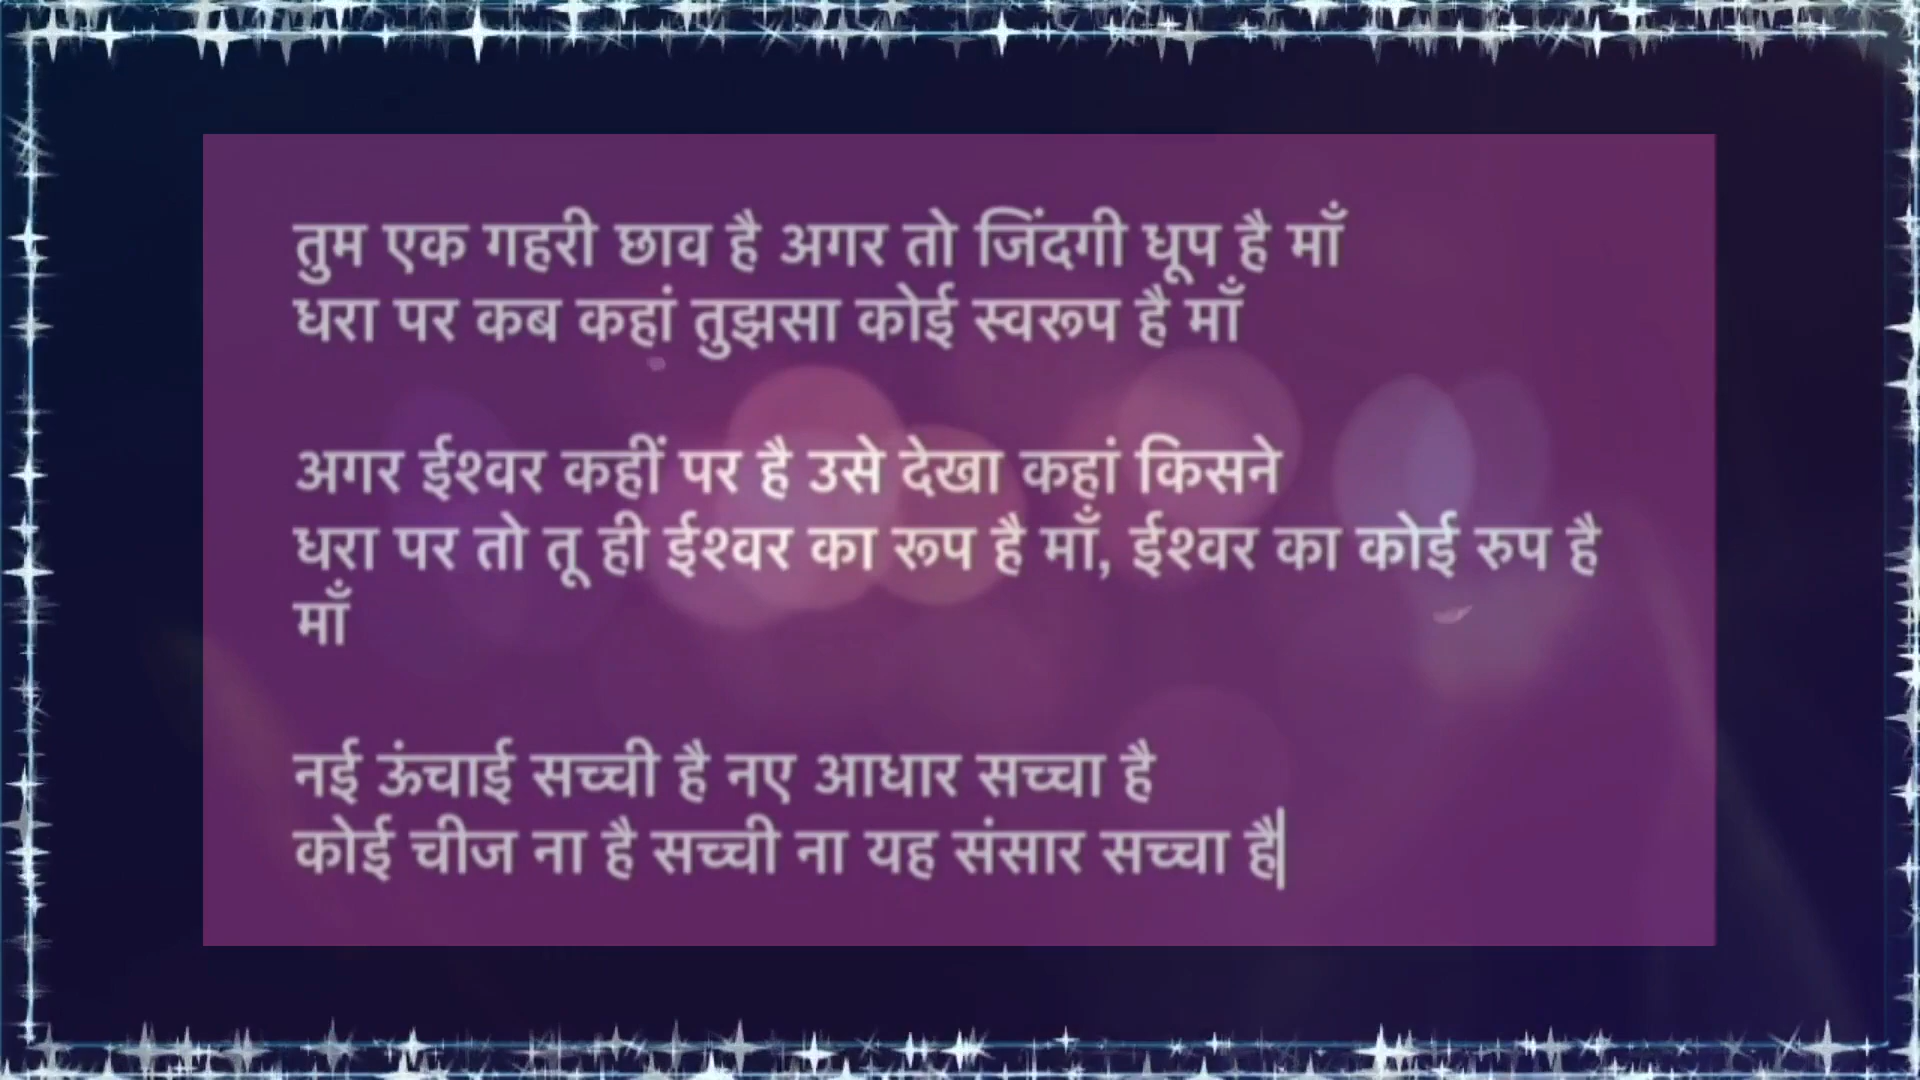 तुम एक गहरी छाव है अगर तो जिंदगी धूप है माँ
धरा पर कब कहां तुझसा कोई स्वरूप है माँ
अगर ईश्वर कहीं पर है उसे देखा कहां किसने
धरा पर तो तू ही ईश्वर का रूप है माँ, ईश्वर का कोई रुप है
माँ
नई ऊंचाई सच्ची है नए आधार सच्चा है
कोई चीज ना है सच्ची ना यह संसार सच्चा है